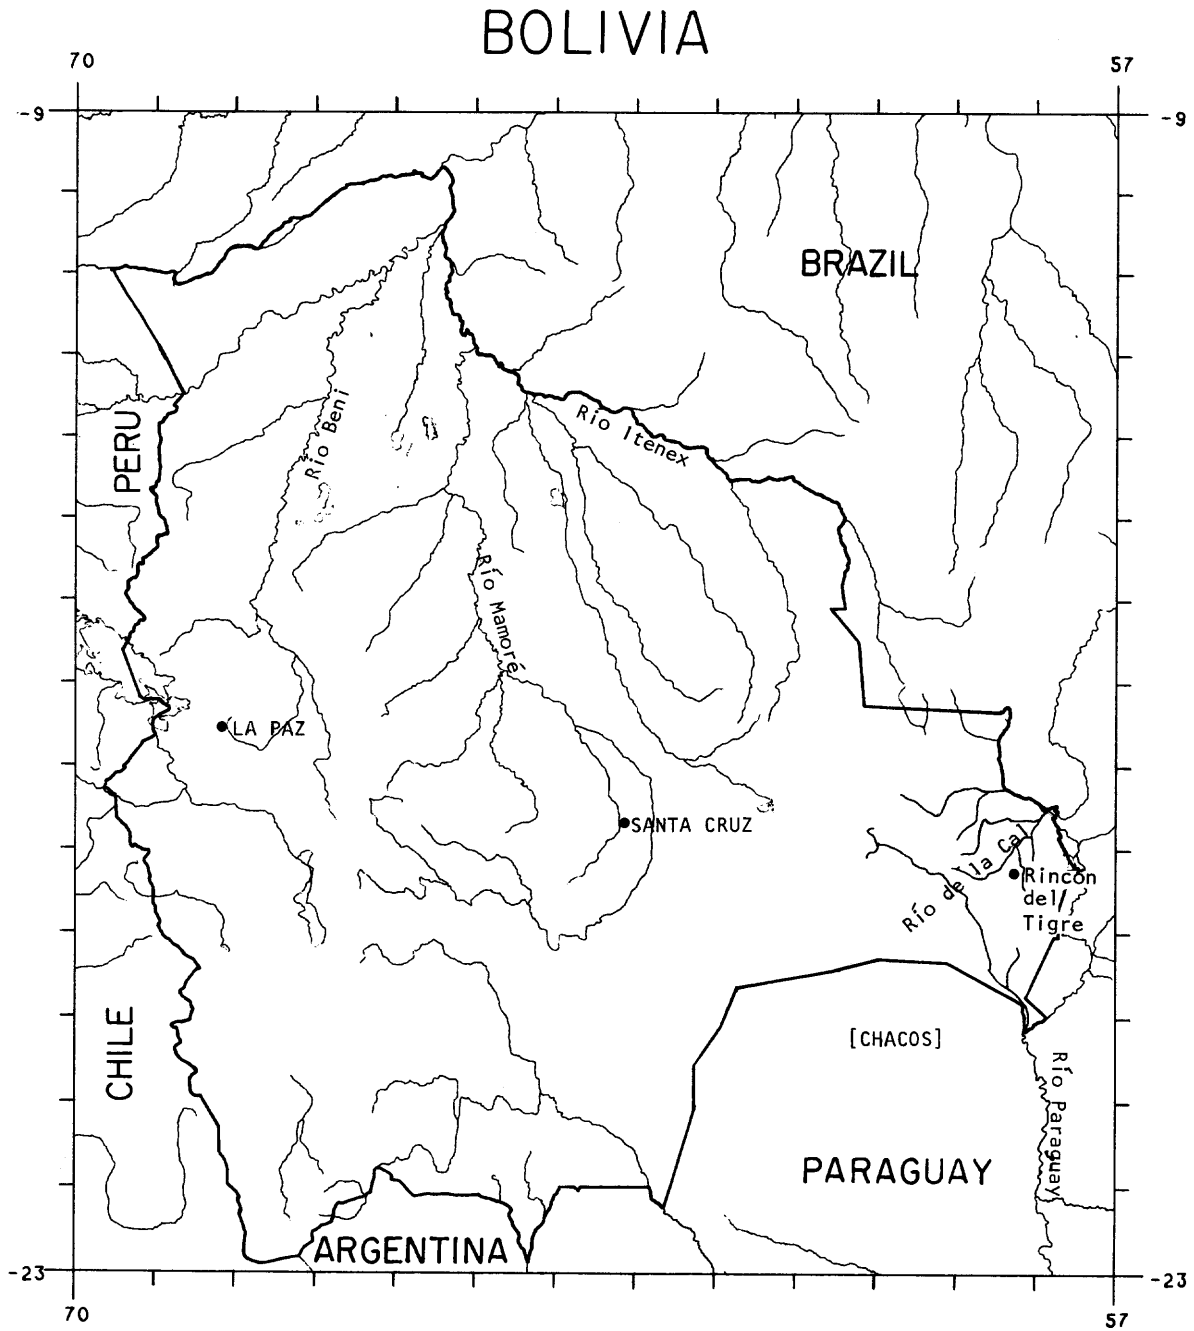 BOLIVIA
70
57
-9
-9
BRAZIL
Río Beni
Río Itenex
PERU
Río Mamoré
LA PAZ
SANTA CRUZ
Río de la Cal
Rincón
del
Tigre
CHILE
[CHACOS]
Río Paraguay
PARAGUAY
ARGENTINA
-23
-23
70
57